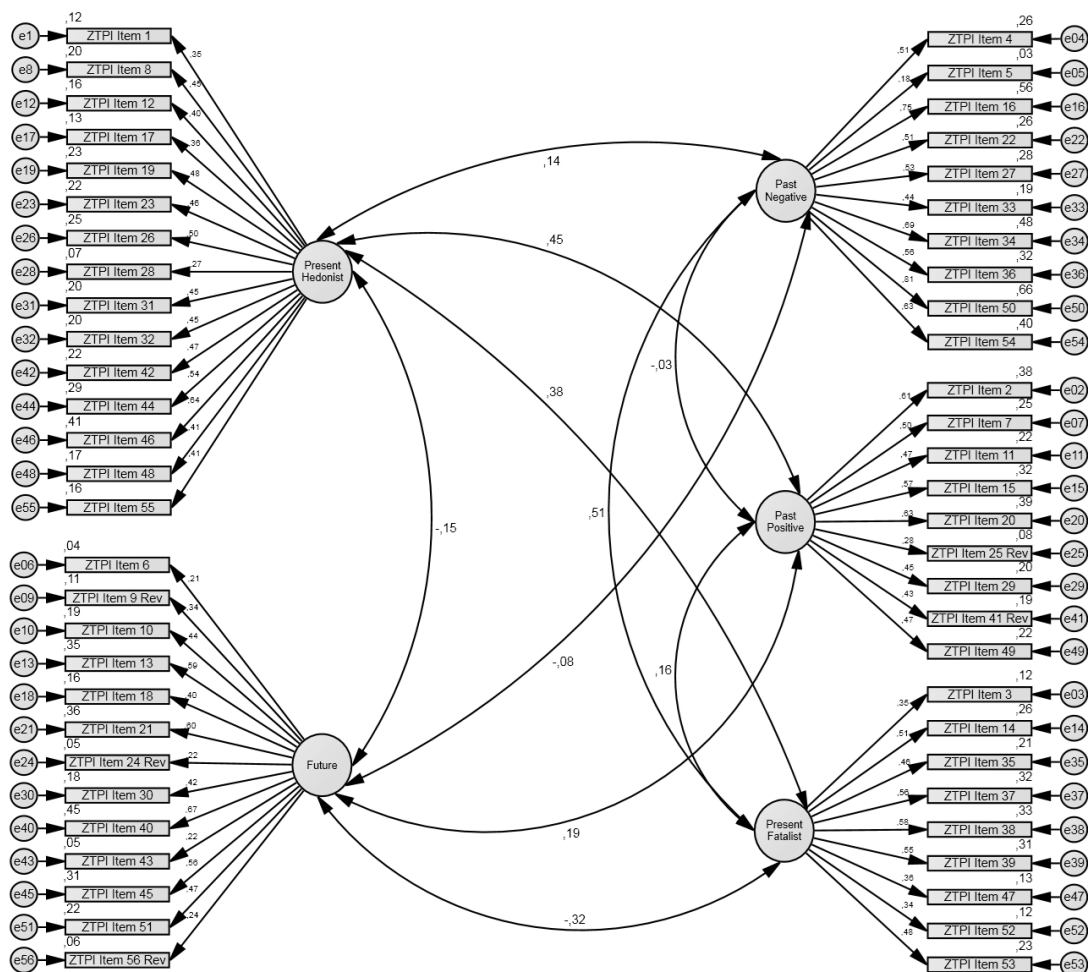 ,12
e1 ZTPI Item 1 ,35
,20
e8 ZTPI Item 8 ,45
,16
e12 ZTPI Item 12 ,40
,13
e17 ZTPI Item 17 ,36
,23
e19 ZTPI Item 19 ,48
,22
e23 ZTPI Item 23 ,46
,25
e26 ZTPI Item 26 ,50
,07
e28 ZTPI Item 28 ,27
,20
e31 ZTPI Item 31 ,45
,20
e32 ZTPI Item 32 ,45
,22
e42 ZTPI Item 42 ,47
,29
e44 ZTPI Item 44 ,54
,41
e46 ZTPI Item 46 ,64
,17
e48 ZTPI Item 48 ,41
,16
e55 ZTPI Item 55 ,41
Present
Hedonist
,04
e06 ZTPI Item 6 ,21
,11
e09 ZTPI Item 9 Rev ,34
,19
e10 ZTPI Item 10 ,44
,35
e13 ZTPI Item 13 ,59
,16
e18 ZTPI Item 18 ,40
,36
e21 ZTPI Item 21 ,60
,05
e24 ZTPI Item 24 Rev ,22
,18
e30 ZTPI Item 30 ,42
,45
e40 ZTPI Item 40 ,67
,05
e43 ZTPI Item 43 ,22
,31
e45 ZTPI Item 45 ,56
,22
e51 ZTPI Item 51 ,47
,06
e56 ZTPI Item 56 Rev ,24
Future
,14
,45
-,03
,38
,51
-,15
-,08
,16
,19
-,32
Past
Negative
,26
,51 ZTPI Item 4 e04
,03
,18 ZTPI Item 5 e05
,56
,75 ZTPI Item 16 e16
,26
,51 ZTPI Item 22 e22
,28
,53 ZTPI Item 27 e27
,19
,44 ZTPI Item 33 e33
,48
,69 ZTPI Item 34 e34
,32
,56 ZTPI Item 36 e36
,66
,81 ZTPI Item 50 e50
,40
,63 ZTPI Item 54 e54
Past
Positive
,38
,61 ZTPI Item 2 e02
,25
,50 ZTPI Item 7 e07
,22
,47 ZTPI Item 11 e11
,32
,57 ZTPI Item 15 e15
,39
,63 ZTPI Item 20 e20
,08
,28 ZTPI Item 25 Rev e25
,20
,45 ZTPI Item 29 e29
,19
,43 ZTPI Item 41 Rev e41
,22
,47 ZTPI Item 49 e49
Present
Fatalist
,12
,35 ZTPI Item 3 e03
,26
,51 ZTPI Item 14 e14
,21
,46 ZTPI Item 35 e35
,32
,56 ZTPI Item 37 e37
,33
,58 ZTPI Item 38 e38
,31
,55 ZTPI Item 39 e39
,13
,36 ZTPI Item 47 e47
,12
,34 ZTPI Item 52 e52
,23
,48 ZTPI Item 53 e53